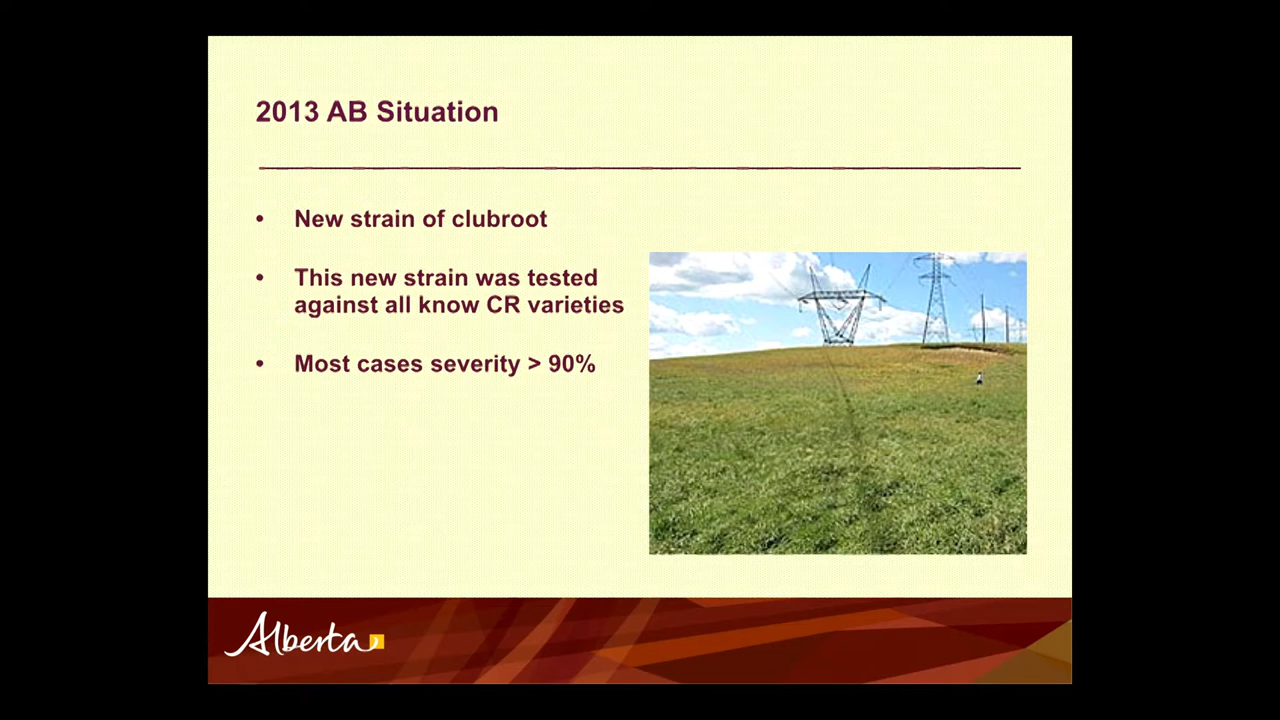 2013 AB Situation
• New strain of clubroot
• This new strain was tested
against all know CR varieties
• Most cases severity > 90%
Alberta